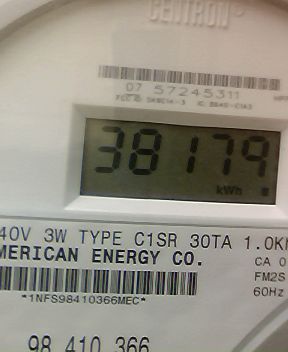 CENTRON®
07 57245311
38179
kWh
40V 3W TYPE C1SR 30TA 1.0K
MERICAN ENERGY CO.
CA 0
FM2S
60Hz
*1NFS98410366MEC*
98 410 366